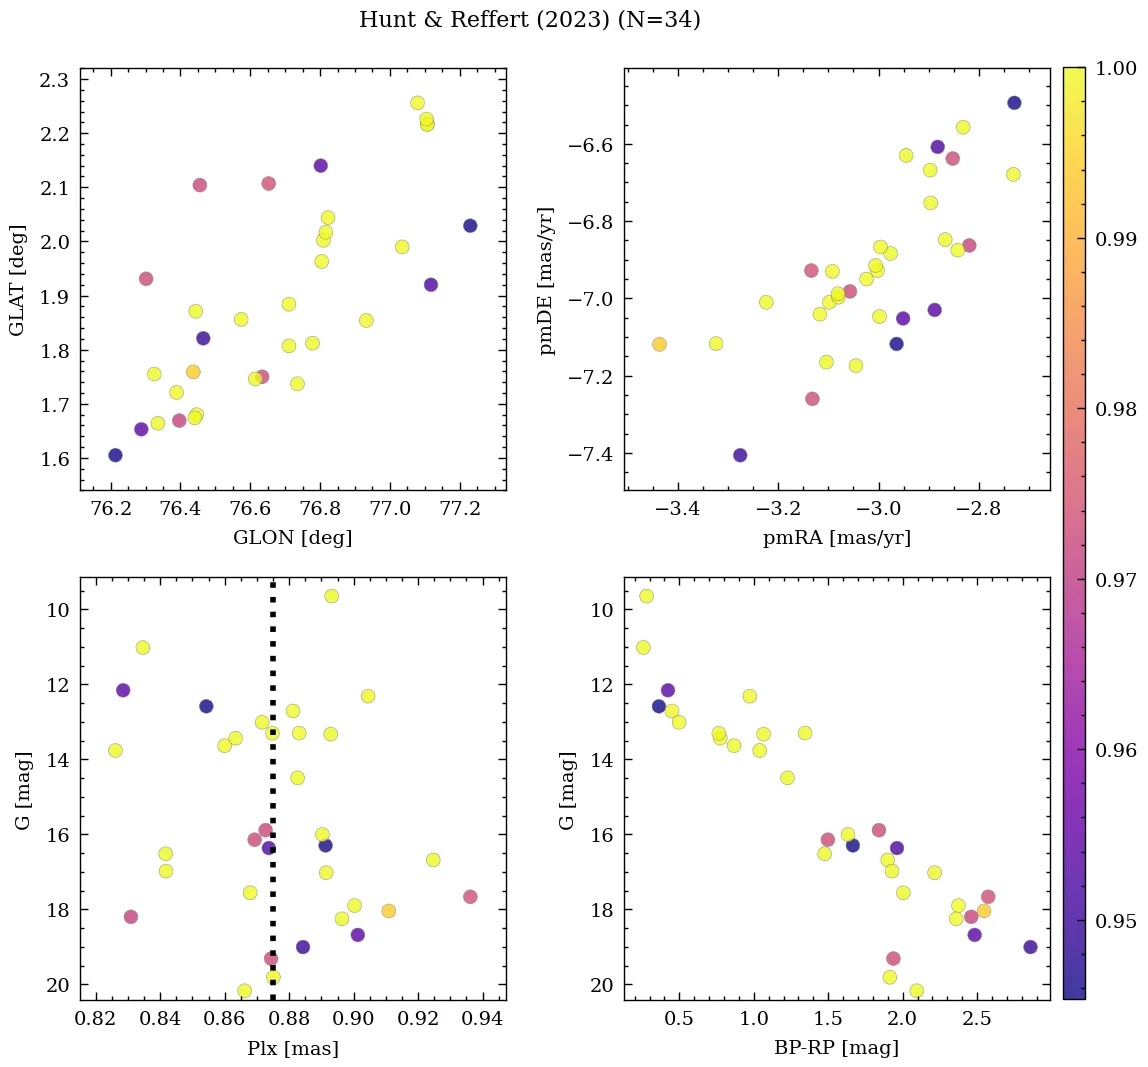 Hunt & Reffert (2023) (N=34)
2.3
2.2
2.1
2.0
1.9
1.8
1.7
1.6
GLAT [deg]
76.2 76.4 76.6 76.8 77.0 77.2
GLON [deg]
−6.6
−6.8
−7.0
−7.2
−7.4
pmDE [mas/yr]
−3.4 −3.2 −3.0 −2.8
pmRA [mas/yr]
10
12
14
16
18
20
G [mag]
0.82 0.84 0.86 0.88 0.90 0.92 0.94
Plx [mas]
10
12
14
16
18
20
G [mag]
0.5 1.0 1.5 2.0 2.5
BP-RP [mag]
1.00
0.99
0.98
0.97
0.96
0.95